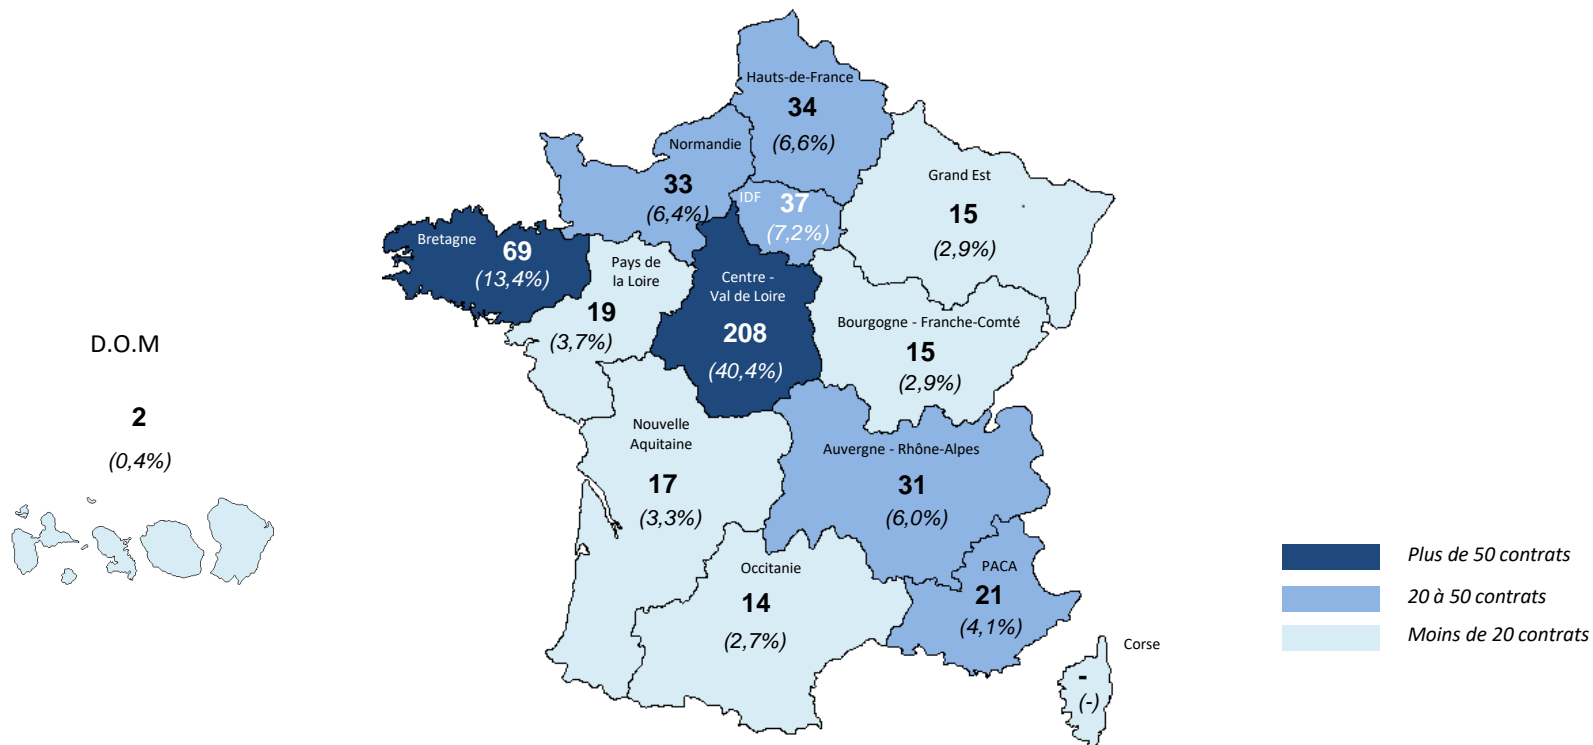 Hauts-de-France
34
(6,6%)
Normandie
33
(6,4%)
IDF
37
(7,2%)
Grand Est
15
(2,9%)
Bretagne
69
(13,4%)
Pays de
la Loire
19
(3,7%)
Centre -
Val de Loire
208
(40,4%)
Bourgogne - Franche-Comté
15
(2,9%)
D.O.M
2
(0,4%)
Nouvelle
Aquitaine
17
(3,3%)
Auvergne - Rhône-Alpes
31
(6,0%)
Occitanie
14
(2,7%)
PACA
21
(4,1%)
Corse
-
(-)
Plus de 50 contrats
20 à 50 contrats
Moins de 20 contrats